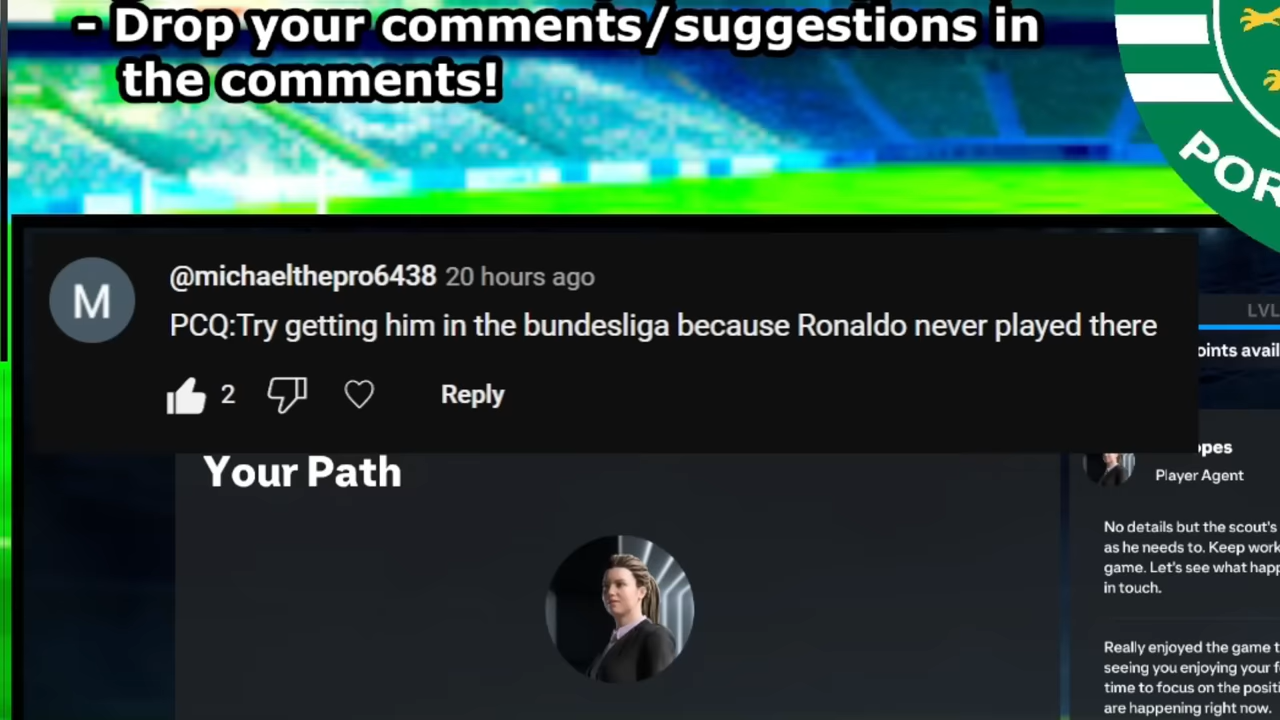 - Drop your comments/suggestions in
the comments!
POR
M
@michaelthepro6438 20 hours ago
PCQ:Try getting him in the bundesliga because Ronaldo never played there
2
Reply
LVL
avail
Your Path
Player Agent
No details but the scout's
as he needs to. Keep work
game. Let's see what happ
in touch.
Really enjoyed the game t
seeing you enjoying your f
time to focus on the positi
are happening right now.